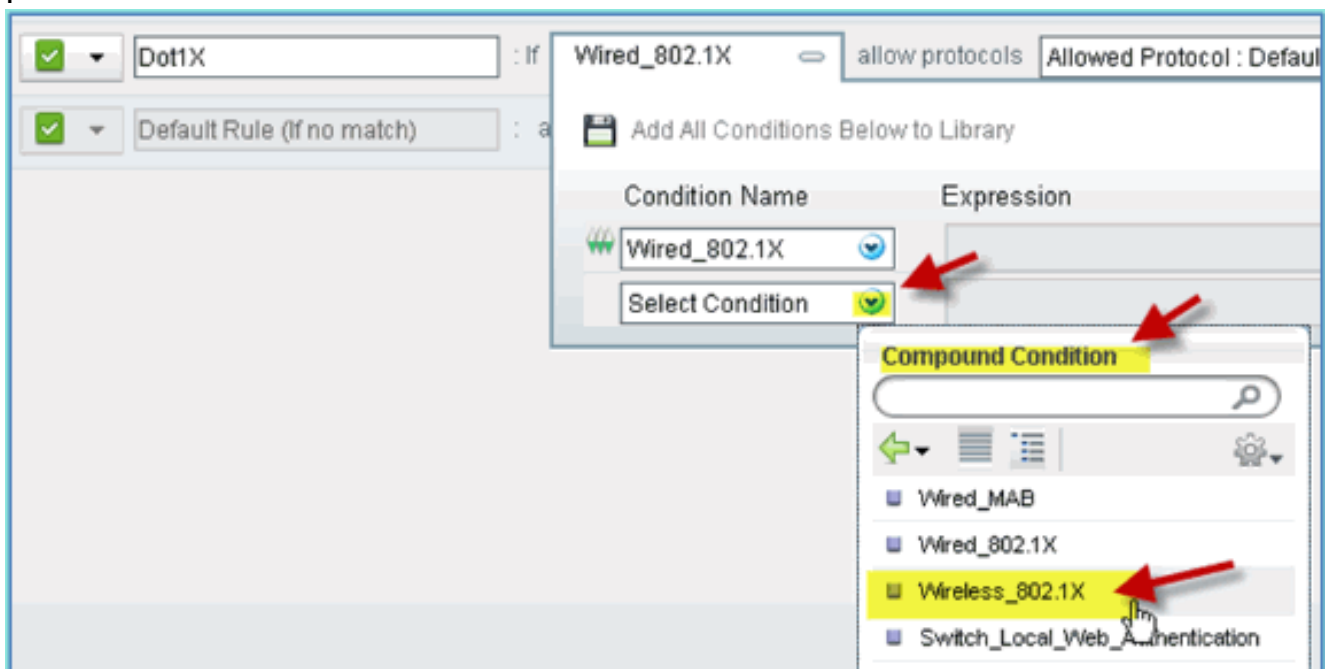 Dot1X : If Wired_802.1X allow protocols Allowed Protocol : Defaul
Default Rule (If no match) : a
Add All Conditions Below to Library
Condition Name Expression
Wired_802.1X
Select Condition
Compound Condition
Wired_MAB
Wired_802.1X
Wireless_802.1X
Switch_Local_Web_Authentication